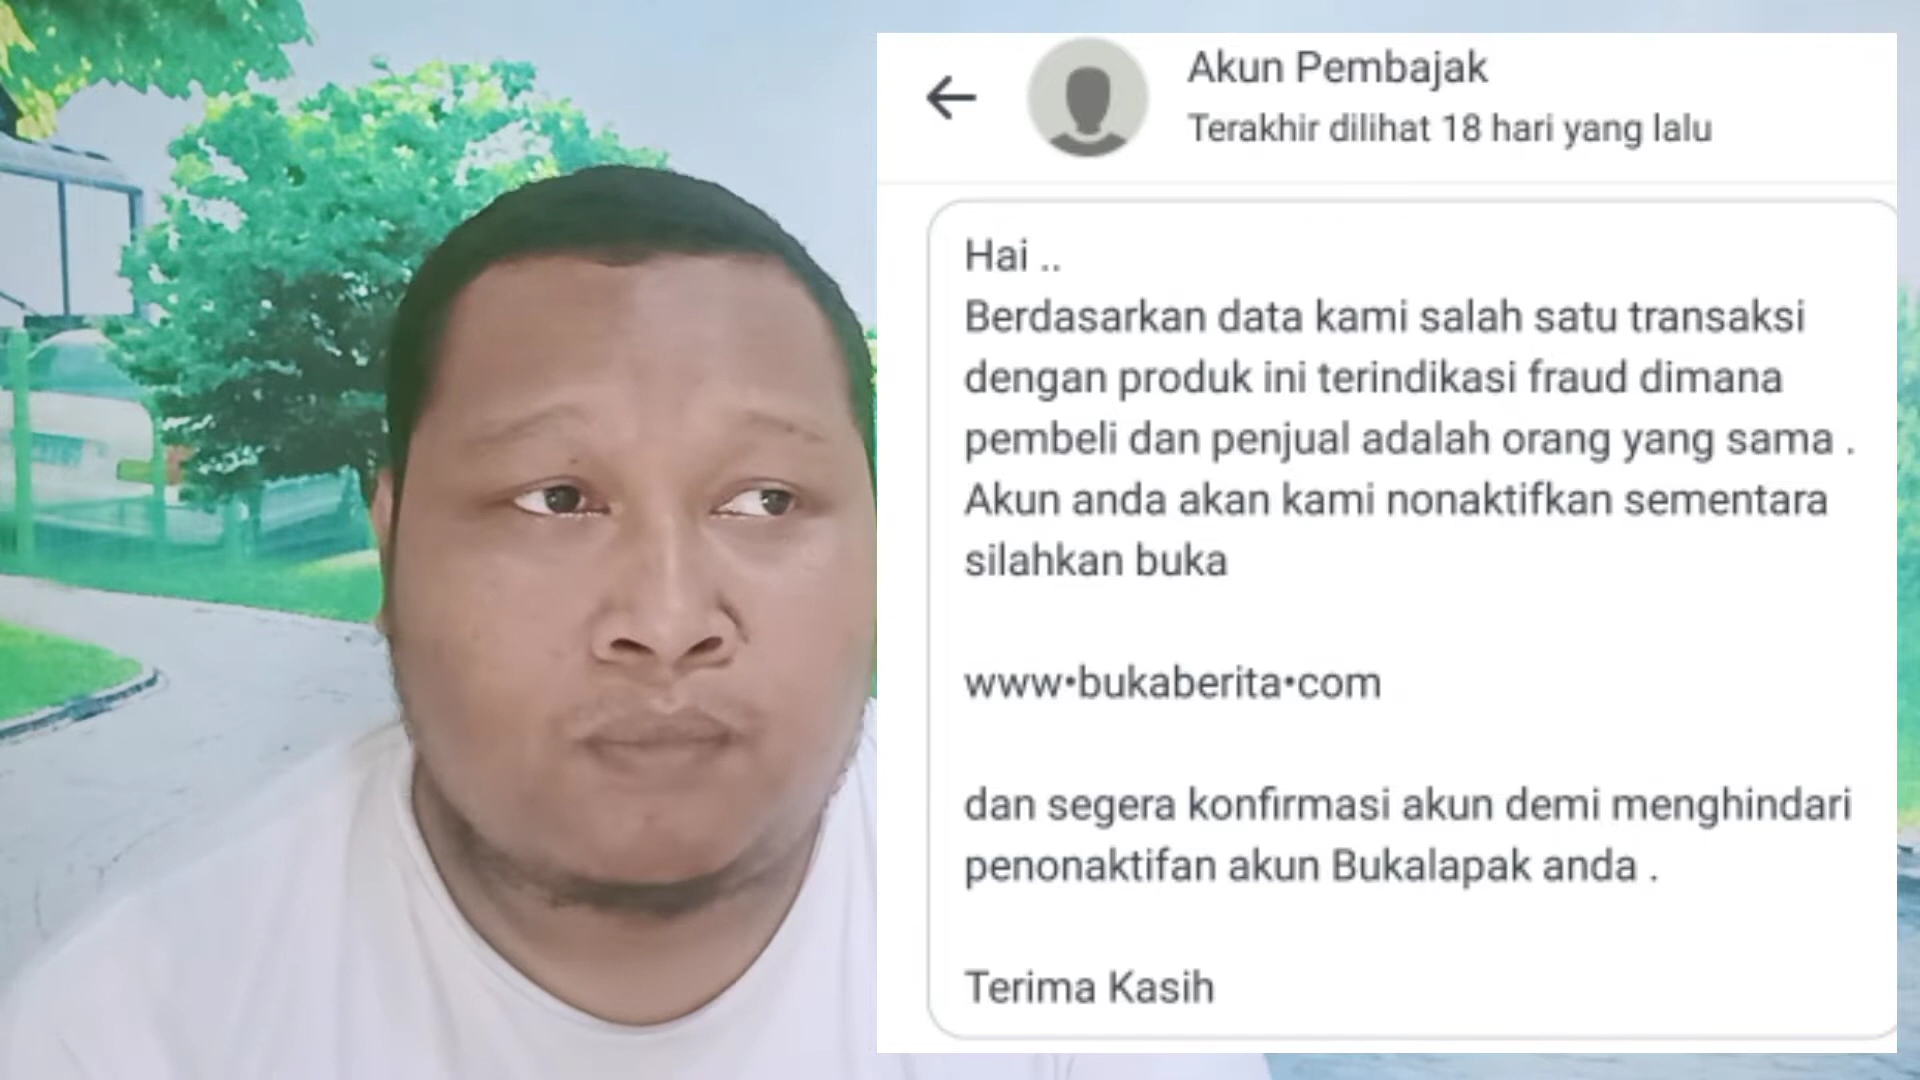 Akun Pembajak
Terakhir dilihat 18 hari yang lalu
Hai ..
Berdasarkan data kami salah satu transaksi
dengan produk ini terindikasi fraud dimana
pembeli dan penjual adalah orang yang sama .
Akun anda akan kami nonaktifkan sementara
silahkan buka
www•bukaberita•com
dan segera konfirmasi akun demi menghindari
penonaktifan akun Bukalapak anda .
Terima Kasih